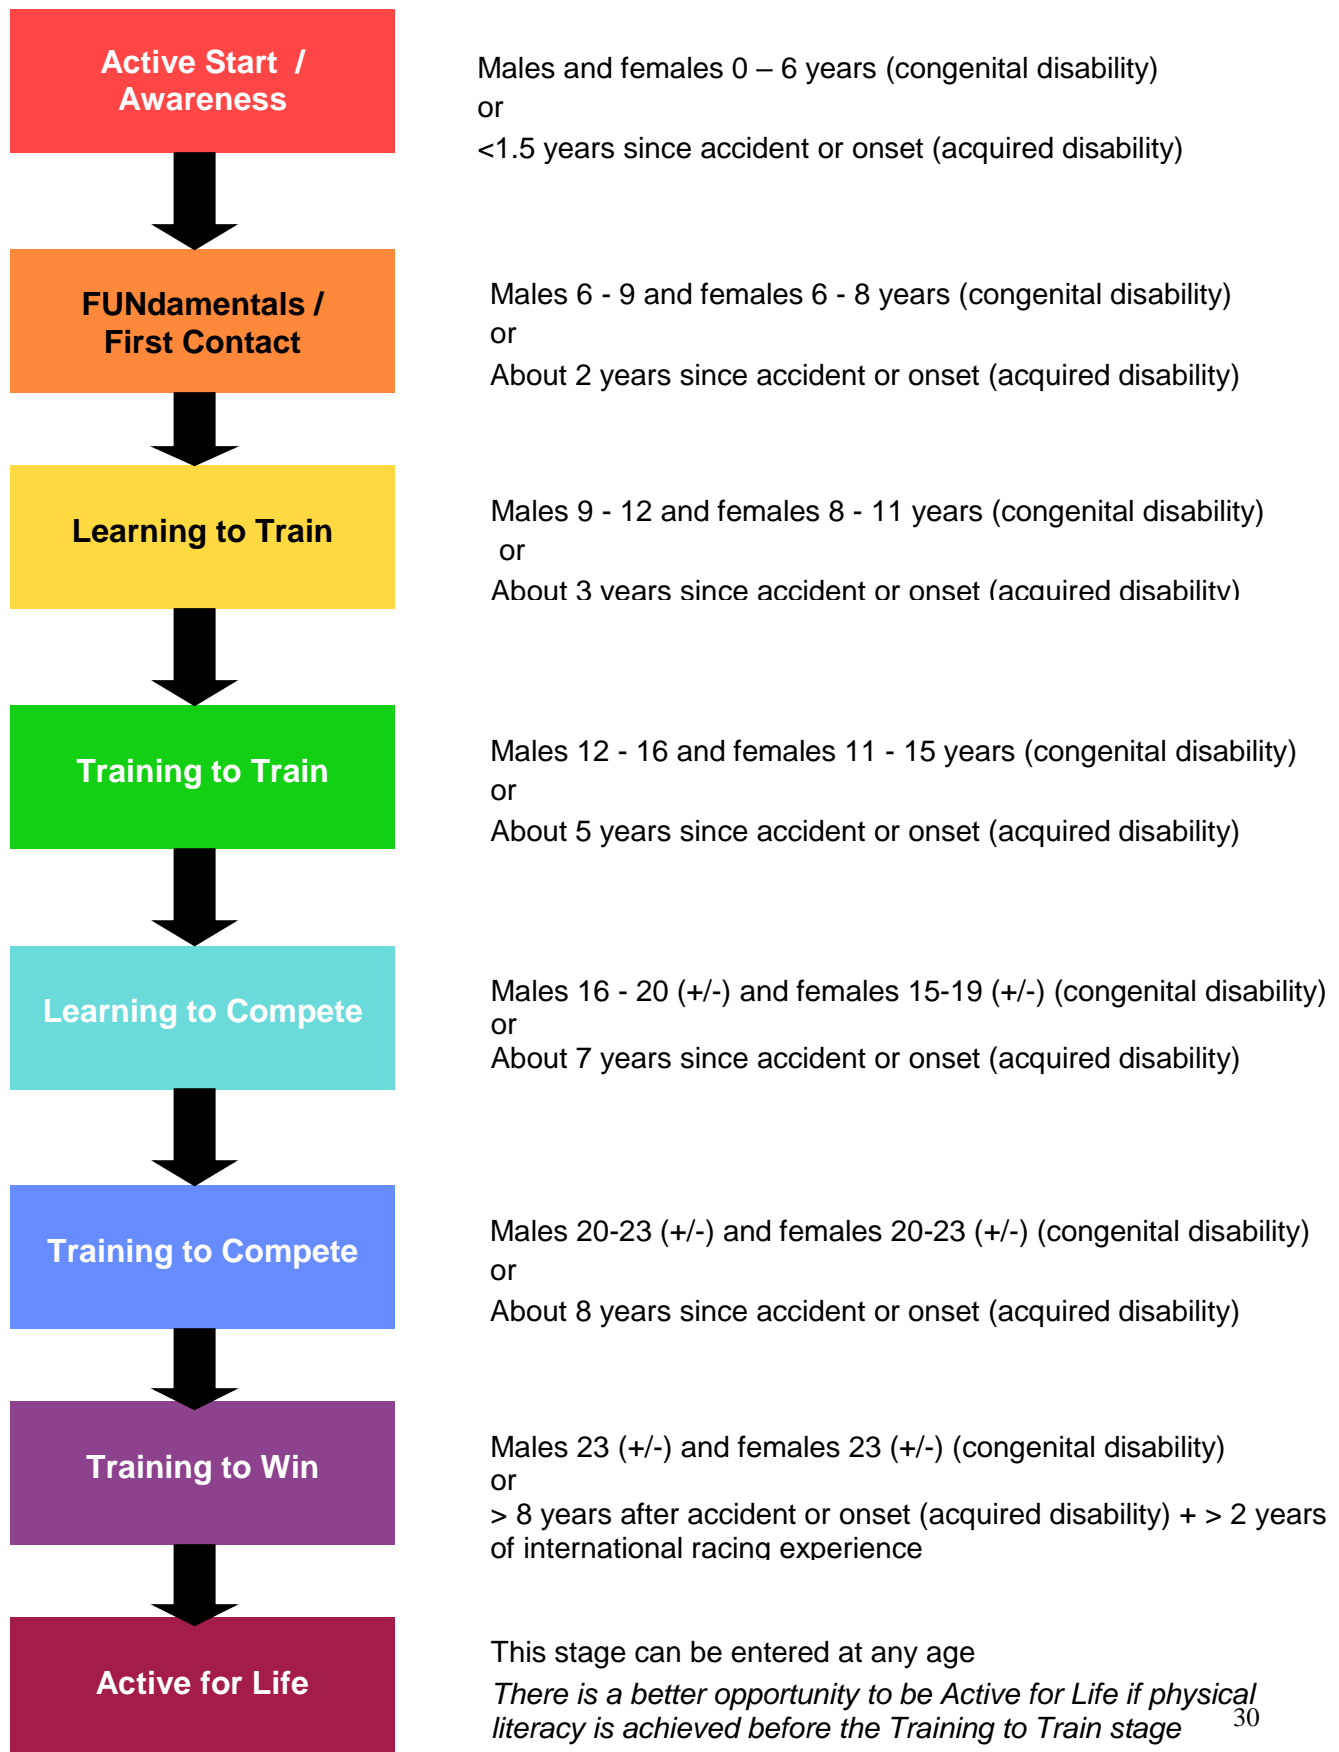 Active Start /
Awareness
Males and females 0 – 6 years (congenital disability)
or
<1.5 years since accident or onset (acquired disability)
FUNdamentals /
First Contact
Males 6 - 9 and females 6 - 8 years (congenital disability)
or
About 2 years since accident or onset (acquired disability)
Learning to Train
Males 9 - 12 and females 8 - 11 years (congenital disability)
or
About 3 years since accident or onset (acquired disability)
Training to Train
Males 12 - 16 and females 11 - 15 years (congenital disability)
or
About 5 years since accident or onset (acquired disability)
Learning to Compete
Males 16 - 20 (+/-) and females 15-19 (+/-) (congenital disability)
or
About 7 years since accident or onset (acquired disability)
Training to Compete
Males 20-23 (+/-) and females 20-23 (+/-) (congenital disability)
or
About 8 years since accident or onset (acquired disability)
Training to Win
Males 23 (+/-) and females 23 (+/-) (congenital disability)
or
> 8 years after accident or onset (acquired disability) + > 2 years
of international racing experience
Active for Life
This stage can be entered at any age
There is a better opportunity to be Active for Life if physical
literacy is achieved before the Training to Train stage
30